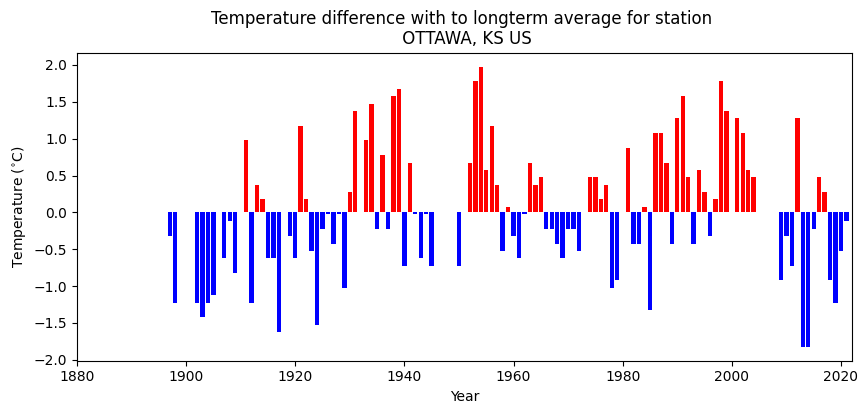 Temperature difference with to longterm average for station
OTTAWA, KS US
2.0
1.5
1.0
0.5
0.0
−0.5
−1.0
−1.5
−2.0
Temperature (°C)
1880 1900 1920 1940 1960 1980 2000 2020
Year